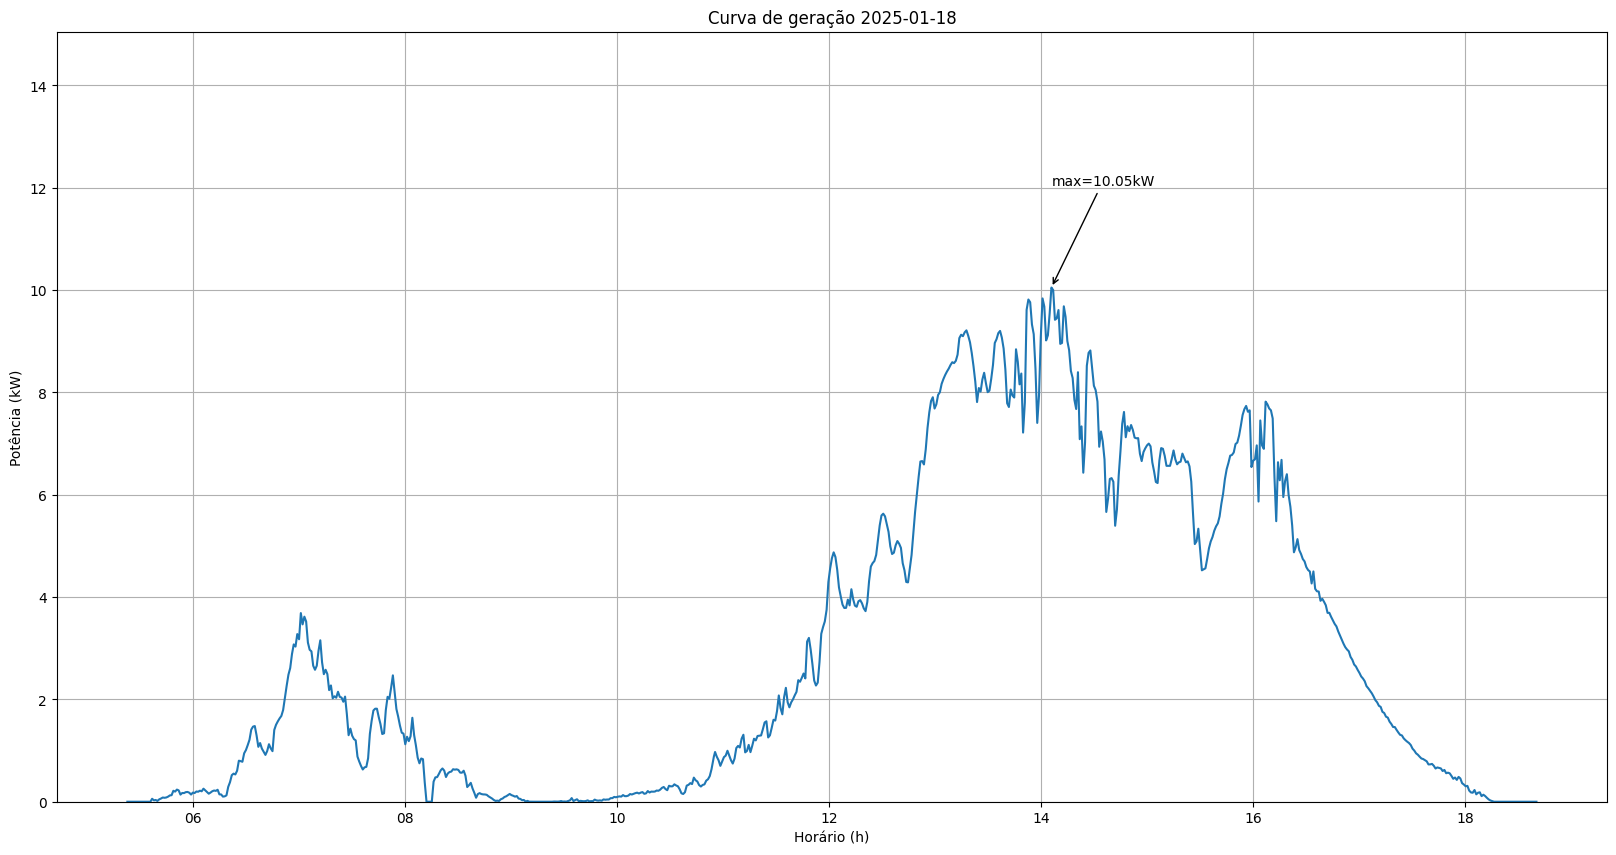 Curva de geração 2025-01-18
14
12
10
8
6
4
2
0
Potência (kW)
max=10.05kW
06 08 10 12 14 16 18
Horário (h)